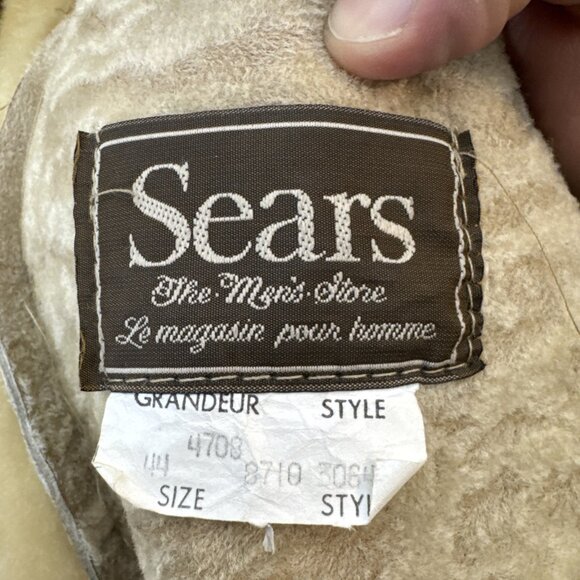 Sears
The Men's Store
Le magasin pour homme
GRANDEUR STYLE
4708
44 8710 3064
SIZE STYL